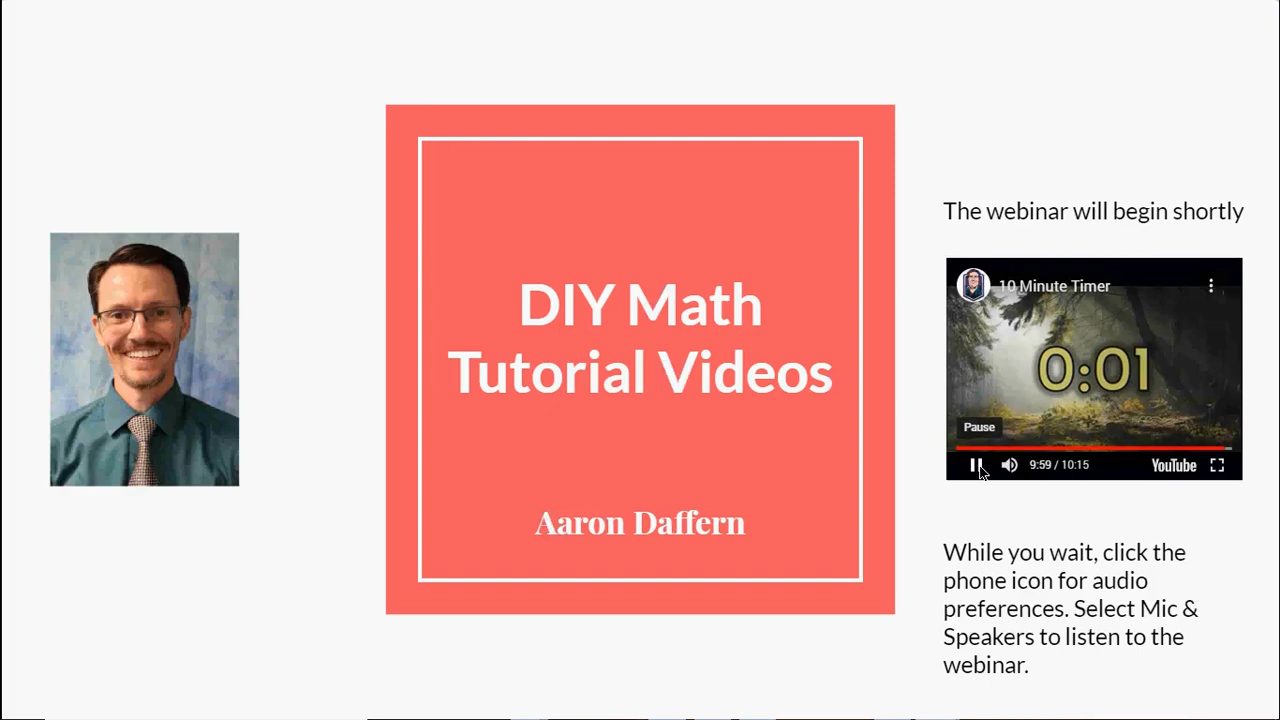 DIY Math
Tutorial Videos
Aaron Daffern
The webinar will begin shortly
10 Minute Timer
0:01
Pause
9:59 / 10:15
YouTube
While you wait, click the
phone icon for audio
preferences. Select Mic &
Speakers to listen to the
webinar.